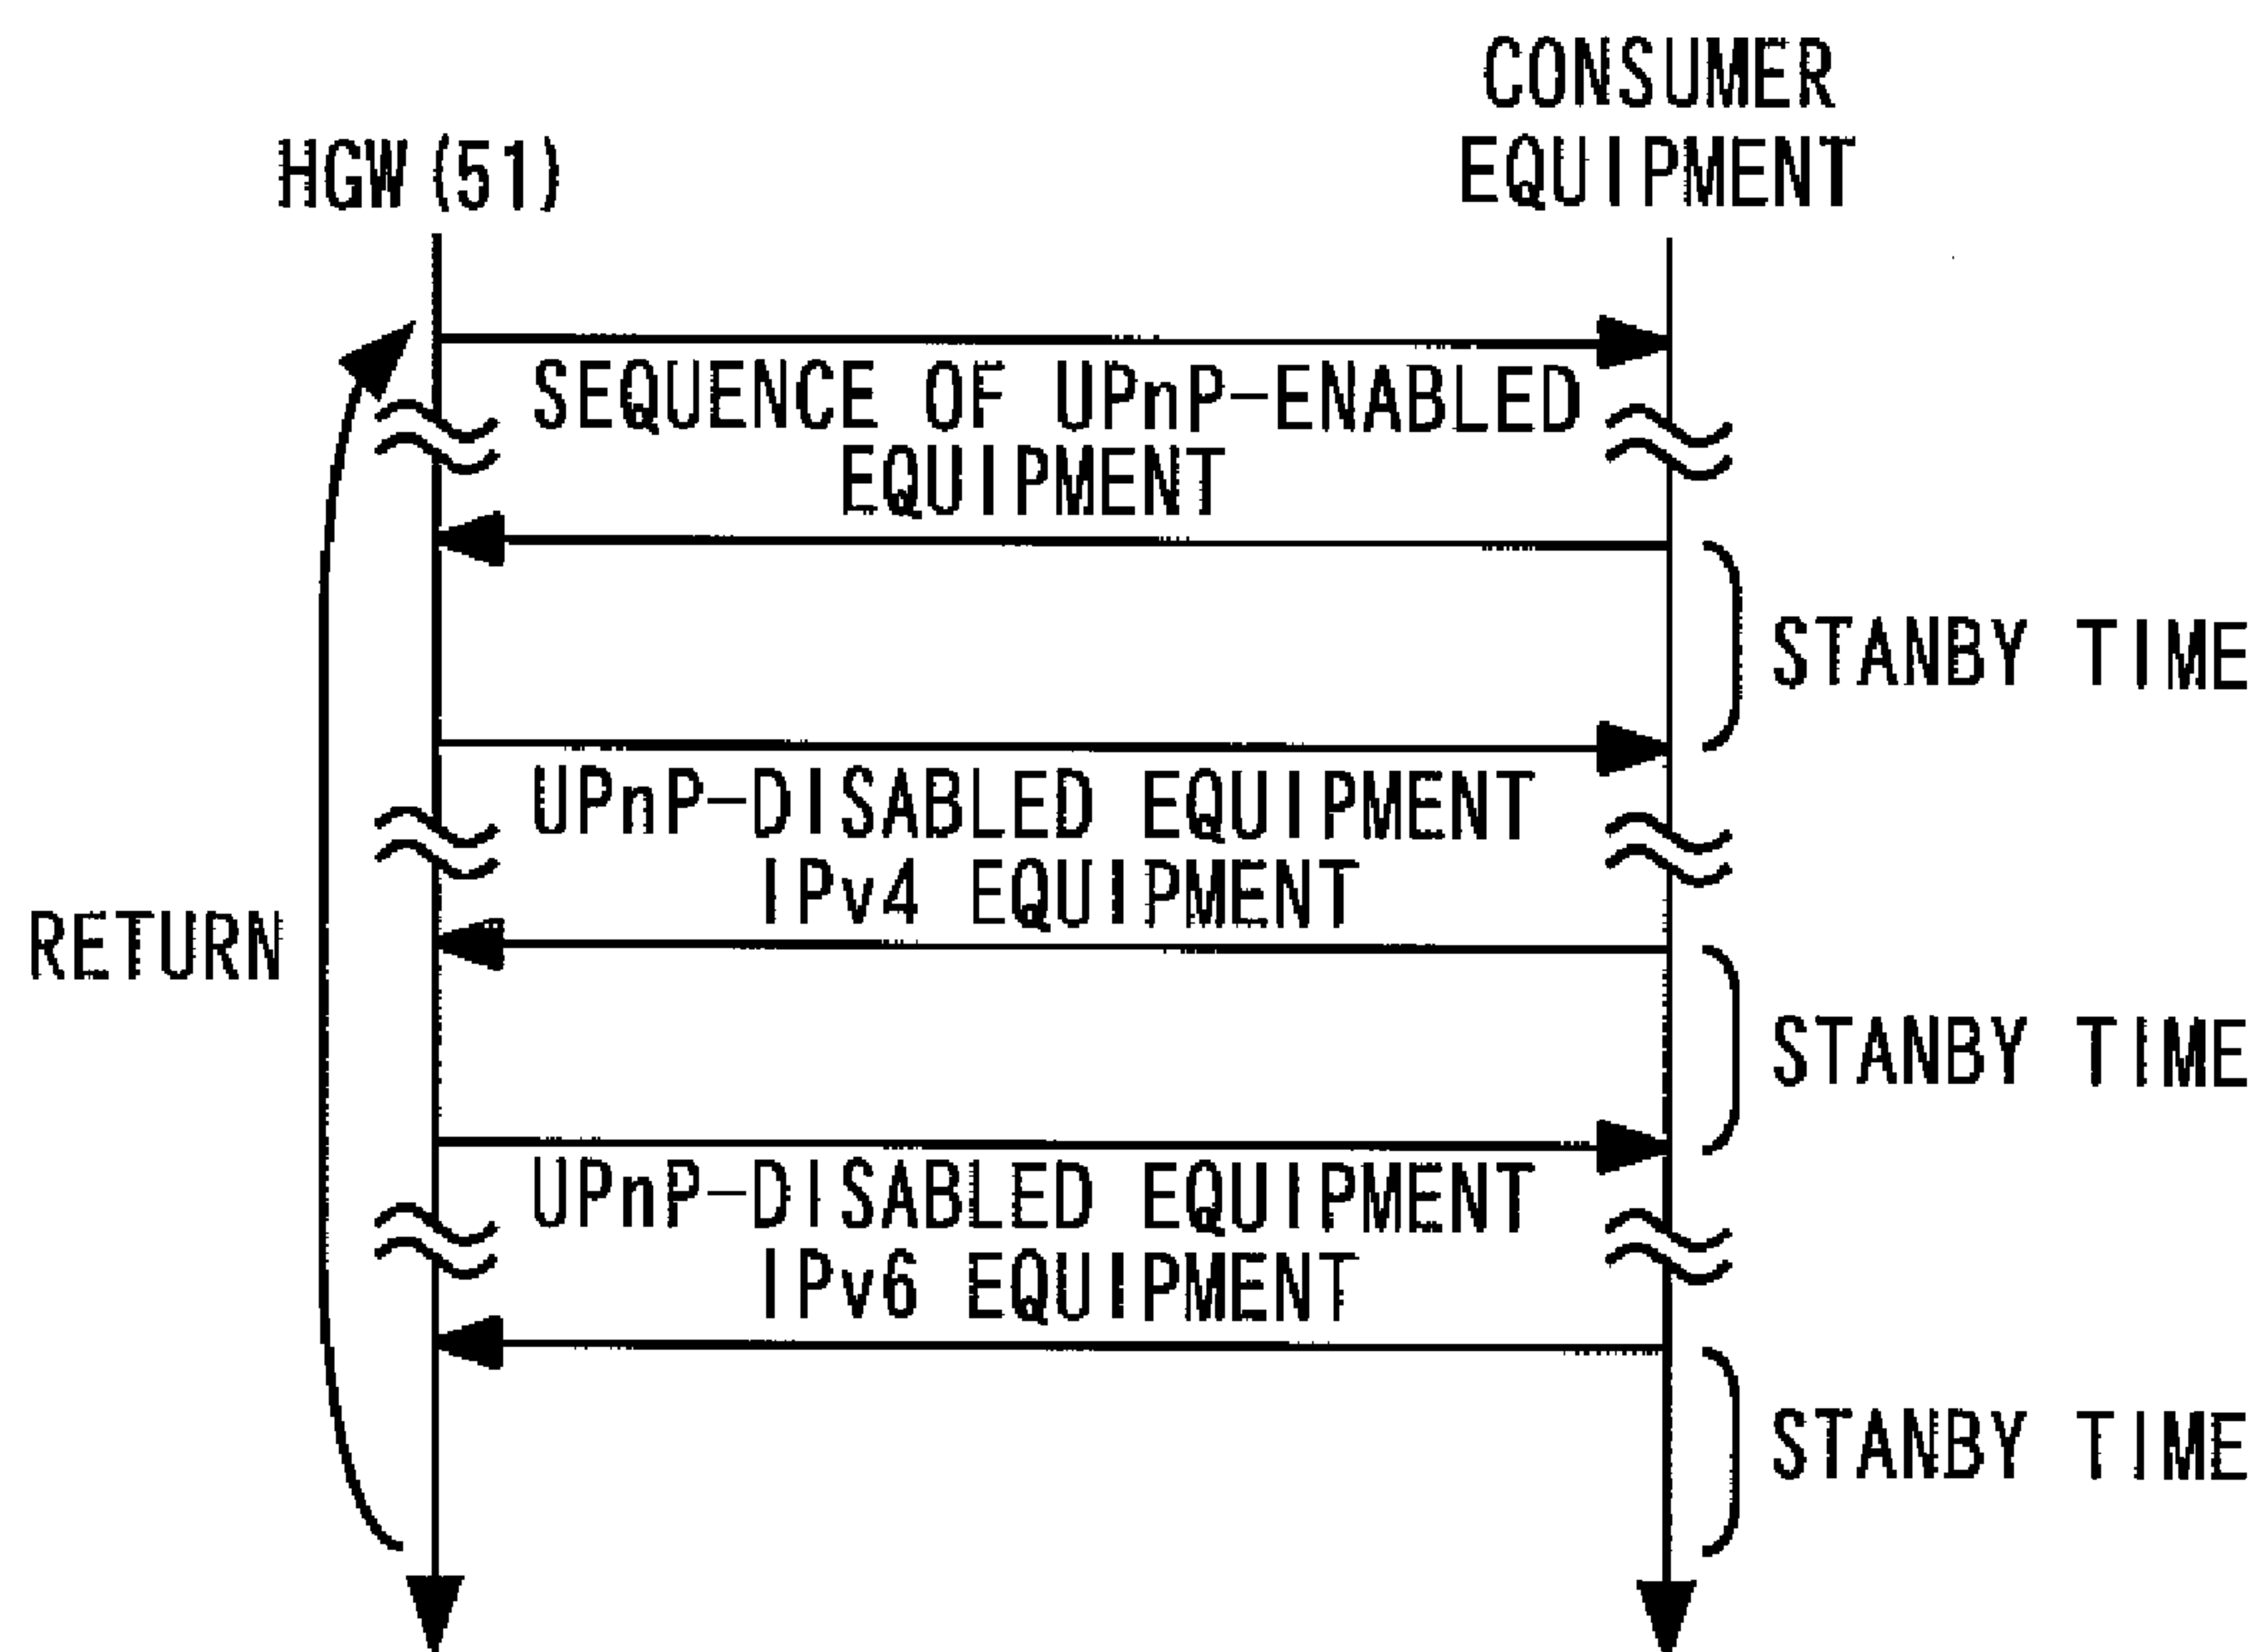 CONSUMER
EQUIPMENT
HGW (51)
SEQUENCE OF UPnP-ENABLED
EQUIPMENT
STANBY TIME
UPnP-DISABLED EQUIPMENT
IPv4 EQUIPMENT
RETURN
STANBY TIME
UPnP-DISABLED EQUIPMENT
IPv6 EQUIPMENT
STANBY TIME